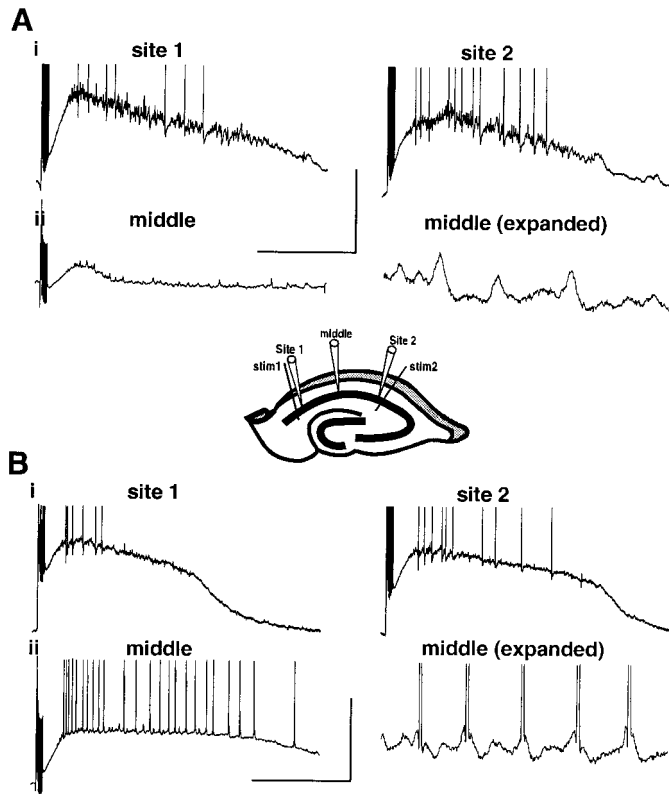 A
i
site 1
site 2
ii
middle
middle (expanded)
middle
Site 1
Site 2
stim1
stim2
B
i
site 1
site 2
ii
middle
middle (expanded)